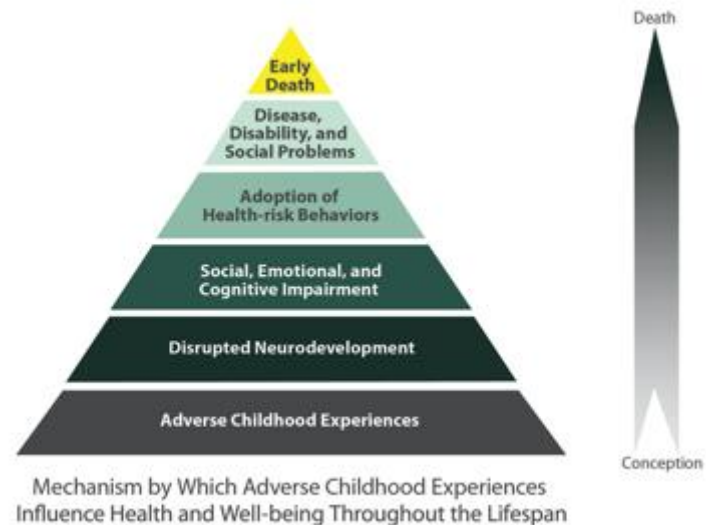 Death
Early
Death
Disease,
Disability, and
Social Problems
Adoption of
Health-risk Behaviors
Social, Emotional, and
Cognitive Impairment
Disrupted Neurodevelopment
Adverse Childhood Experiences
Conception
Mechanism by Which Adverse Childhood Experiences
Influence Health and Well-being Throughout the Lifespan